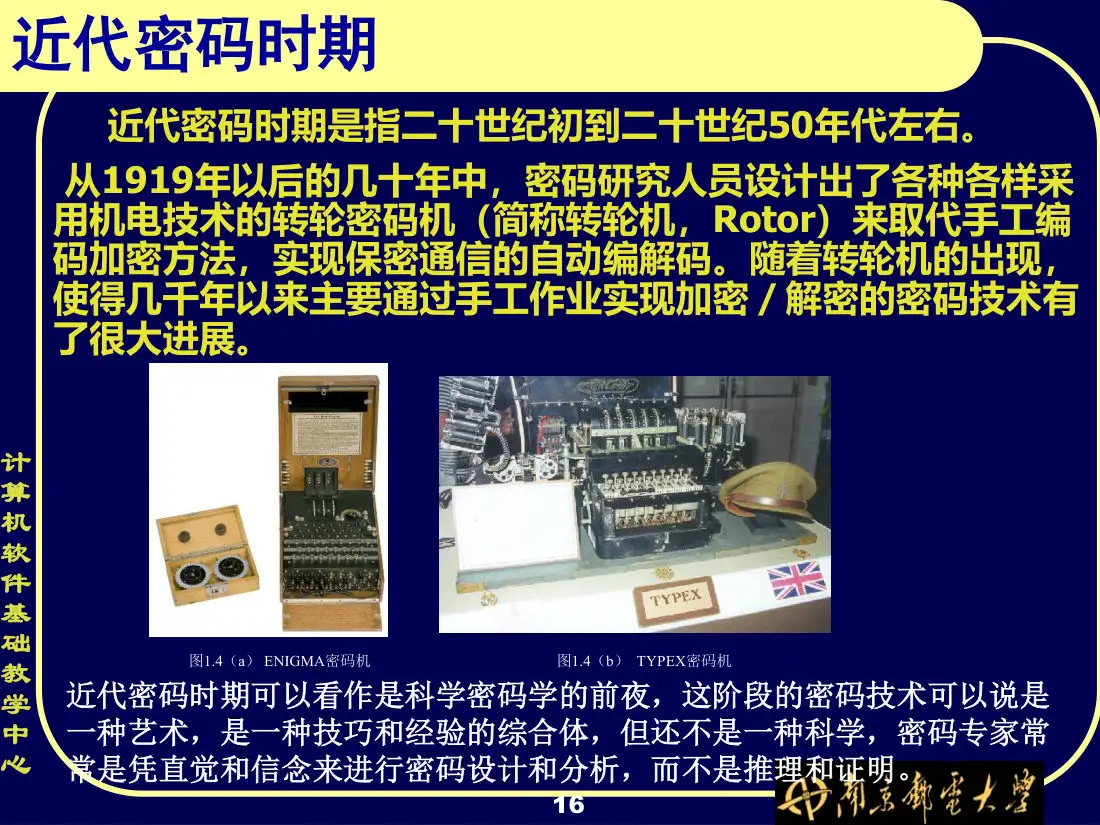 近代密码时期
近代密码时期是指二十世纪初到二十世纪50年代左右。
从1919年以后的几十年中，密码研究人员设计出了各种各样采
用机电技术的转轮密码机（简称转轮机，Rotor）来取代手工编
码加密方法，实现保密通信的自动编解码。随着转轮机的出现，
使得几千年以来主要通过手工作业实现加密／解密的密码技术有
了很大进展。
TYPEX
图1.4（a） ENIGMA密码机
图1.4（b） TYPEX密码机
近代密码时期可以看作是科学密码学的前夜，这阶段的密码技术可以说是
一种艺术，是一种技巧和经验的综合体，但还不是一种科学，密码专家常
常是凭直觉和信念来进行密码设计和分析，而不是推理和证明。
计算机软件基础教学中心
16
南京郵電大學